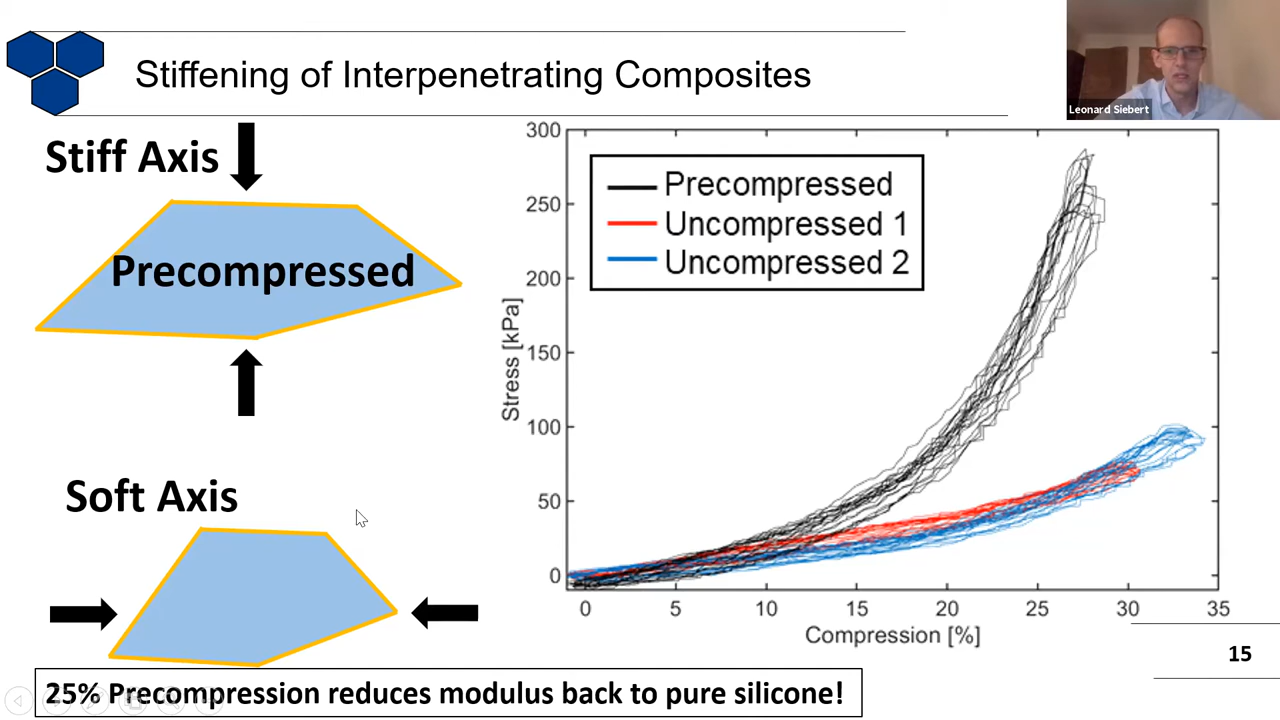 Stiffening of Interpenetrating Composites
Leonard Siebert
Stiff Axis
Precompressed
Soft Axis
300
250
200
150
100
50
0
Stress [kPa]
Precompressed
Uncompressed 1
Uncompressed 2
0 5 10 15 20 25 30 35
Compression [%]
15
25% Precompression reduces modulus back to pure silicone!